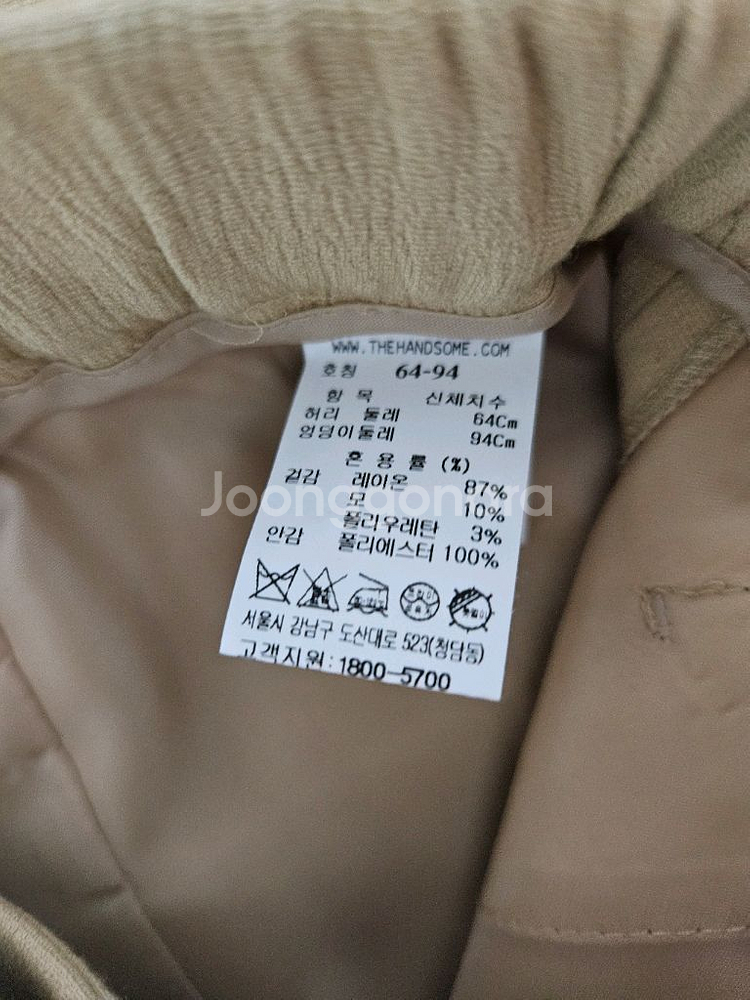 WWW.THEHANDSOME.COM
호칭 64-94
항 목 신체치수
허리 둘레 64Cm
엉덩이둘레 94Cm
혼 용 률 (%)
겉감 레이온 87%
모 10%
폴리우레탄 3%
안감 폴리에스터 100%
서울시 강남구 도산대로 523(청담동)
고객지원:1800-5700
Joongdonara